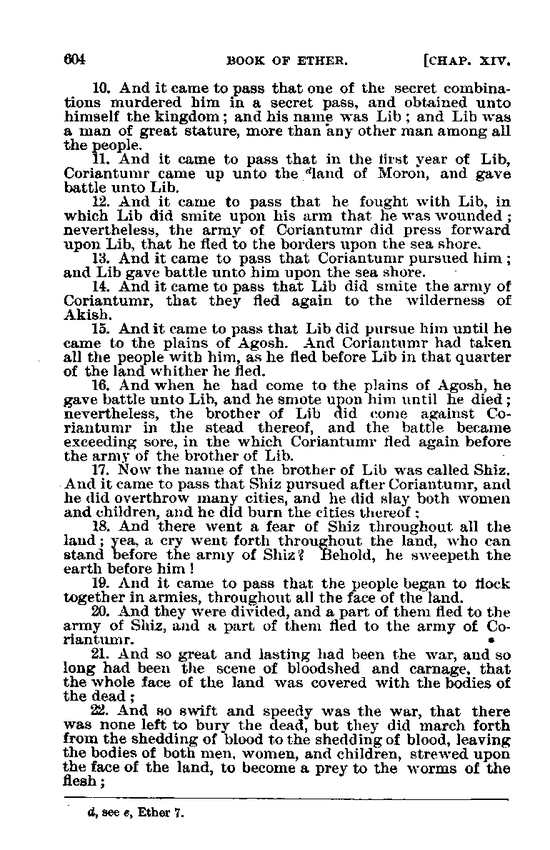 604 BOOK OF ETHER. [CHAP. XIV.
10. And it came to pass that one of the secret combina-
tions murdered him in a secret pass, and obtained unto
himself the kingdom; and his name was Lib; and Lib was
a man of great stature, more than any other man among all
the people.
11. And it came to pass that in the first year of Lib,
Coriantumr came up unto the dland of Moron, and gave
battle unto Lib.
12. And it came to pass that he fought with Lib, in
which Lib did smite upon his arm that he was wounded;
nevertheless, the army of Coriantumr did press forward
upon Lib, that he fled to the borders upon the sea shore.
13. And it came to pass that Coriantumr pursued him;
and Lib gave battle unto him upon the sea shore.
14. And it came to pass that Lib did smite the army of
Coriantumr, that they fled again to the wilderness of
Akish.
15. And it came to pass that Lib did pursue him until he
came to the plains of Agosh. And Coriantumr had taken
all the people with him, as he fled before Lib in that quarter
of the land whither he fled.
16. And when he had come to the plains of Agosh, he
gave battle unto Lib, and he smote upon him until he died;
nevertheless, the brother of Lib did come against Co-
riantumr in the stead thereof, and the battle became
exceeding sore, in the which Coriantumr fled again before
the army of the brother of Lib.
17. Now the name of the brother of Lib was called Shiz.
And it came to pass that Shiz pursued after Coriantumr, and
he did overthrow many cities, and he did slay both women
and children, and he did burn the cities thereof;
18. And there went a fear of Shiz throughout all the
land; yea, a cry went forth throughout the land, who can
stand before the army of Shiz? Behold, he sweepeth the
earth before him!
19. And it came to pass that the people began to flock
together in armies, throughout all the face of the land.
20. And they were divided, and a part of them fled to the
army of Shiz, and a part of them fled to the army of Co-
riantumr.
21. And so great and lasting had been the war, and so
long had been the scene of bloodshed and carnage, that
the whole face of the land was covered with the bodies of
the dead;
22. And so swift and speedy was the war, that there
was none left to bury the dead, but they did march forth
from the shedding of blood to the shedding of blood, leaving
the bodies of both men, women, and children, strewed upon
the face of the land, to become a prey to the worms of the
flesh;
d, see e, Ether 7.